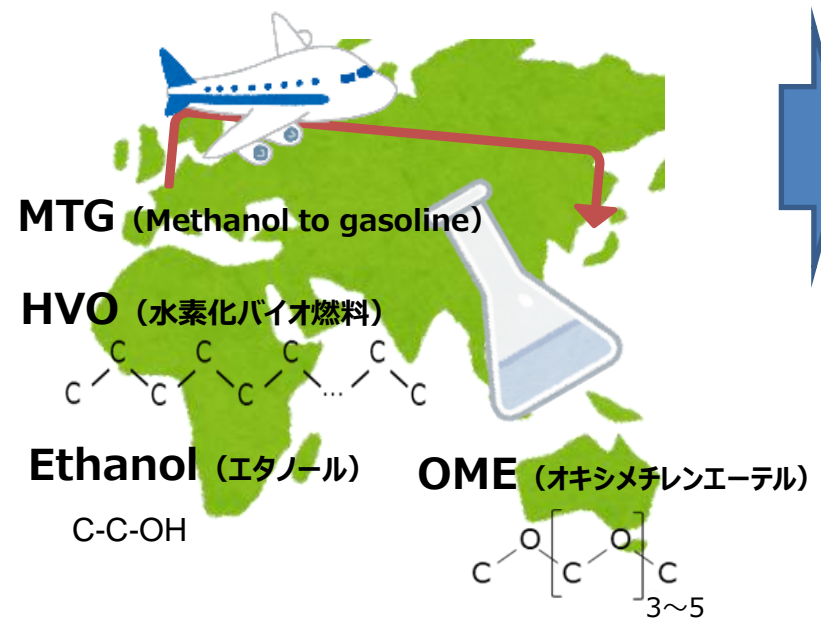 MTG（Methanol to gasoline）
HVO（水素化バイオ燃料）
C C C C
C C C ... C
Ethanol（エタノール）
C-C-OH
OME（オキシメチレンエーテル）
O O
C C C
3～5